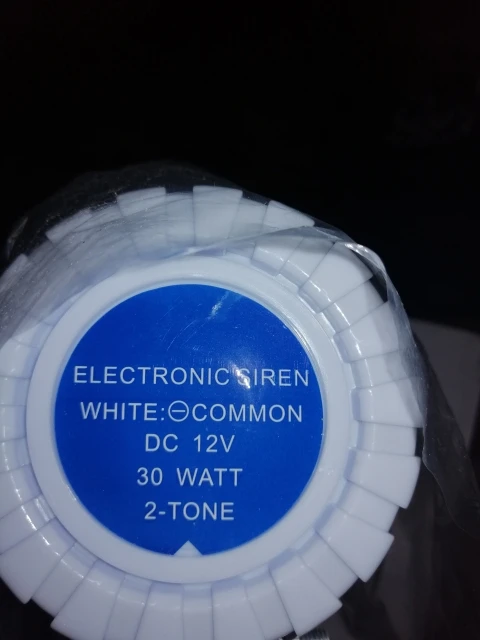 ELECTRONIC SIREN
WHITE:⊖COMMON
DC 12V
30 WATT
2-TONE